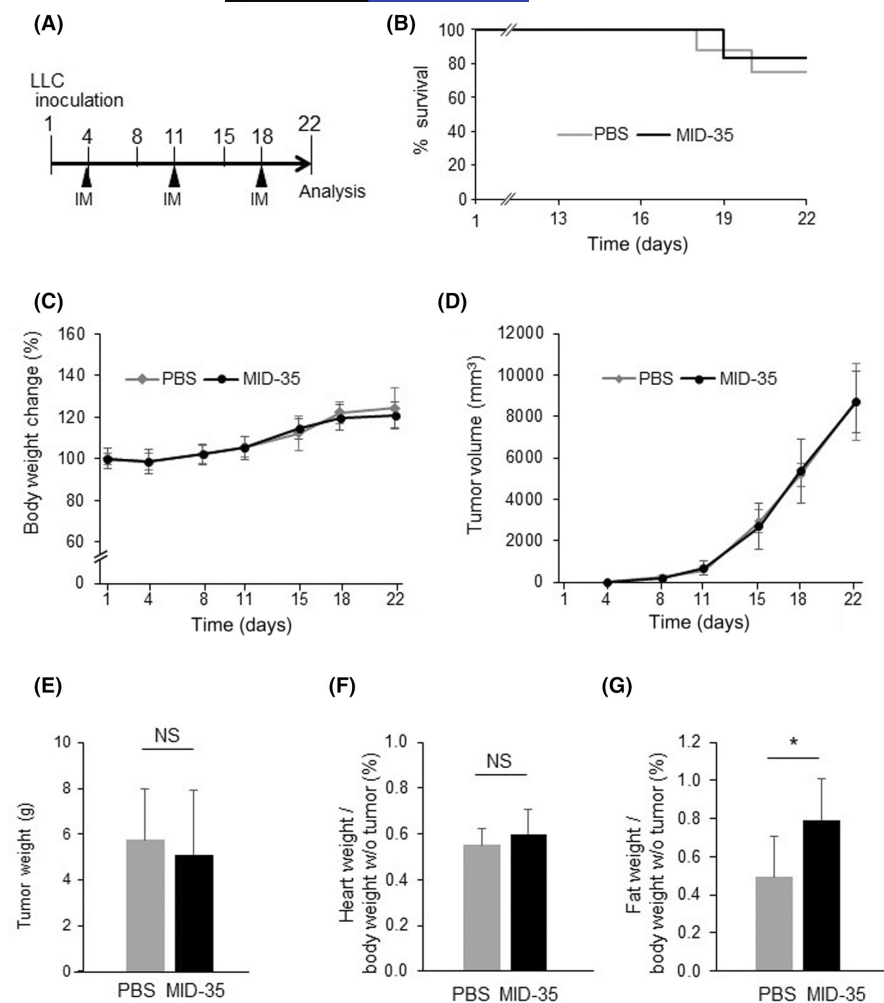 (A)
LLC
inoculation
1 4 8 11 15 18 22
IM IM IM
Analysis
(B)
% survival
100
80
60
40
20
0
PBS MID-35
1 13 16 19 22
Time (days)
(C)
Body weight change (%)
160
140
120
100
80
60
0
PBS MID-35
1 4 8 11 15 18 22
Time (days)
(D)
Tumor volume (mm³)
12000
10000
8000
6000
4000
2000
0
PBS MID-35
1 4 8 11 15 18 22
Time (days)
(E)
Tumor weight (g)
10
8
6
4
2
0
NS
PBS MID-35
(F)
Heart weight /
body weight w/o tumor (%)
1.0
0.8
0.6
0.4
0.2
0.0
NS
PBS MID-35
(G)
Fat weight /
body weight w/o tumor (%)
1.2
1.0
0.8
0.6
0.4
0.2
0.0
*
PBS MID-35